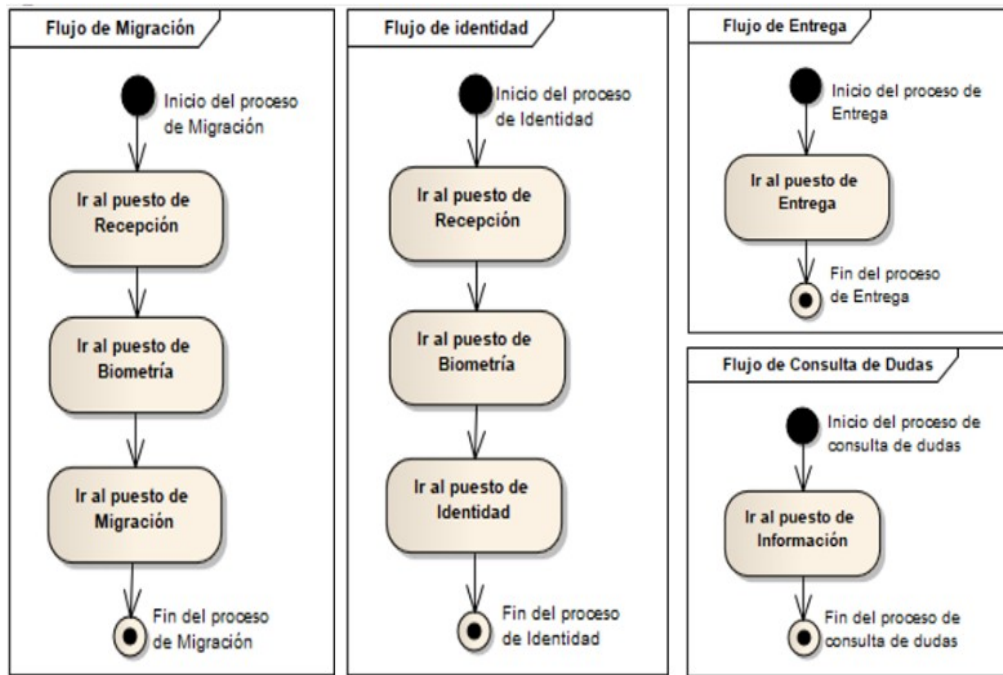 Flujo de Migración
Inicio del proceso
de Migración
Ir al puesto de
Recepción
Ir al puesto de
Biometría
Ir al puesto de
Migración
Fin del proceso
de Migración
Flujo de identidad
Inicio del proceso
de Identidad
Ir al puesto de
Recepción
Ir al puesto de
Biometría
Ir al puesto de
Identidad
Fin del proceso
de Identidad
Flujo de Entrega
Inicio del proceso de
Entrega
Ir al puesto de
Entrega
Fin del proceso
de Entrega
Flujo de Consulta de Dudas
Inicio del proceso de
consulta de dudas
Ir al puesto de
Información
Fin del proceso de
consulta de dudas